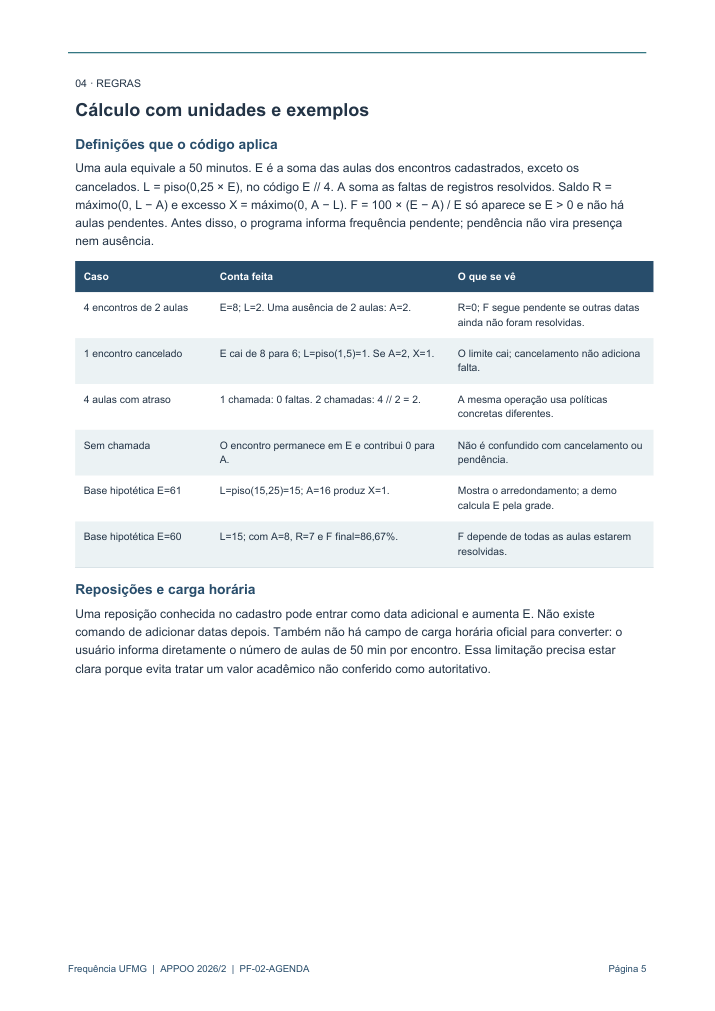 04 · REGRAS
Cálculo com unidades e exemplos
Definições que o código aplica
Uma aula equivale a 50 minutos. E é a soma das aulas dos encontros cadastrados, exceto os
cancelados. L = piso(0,25 × E), no código E // 4. A soma as faltas de registros resolvidos. Saldo R =
máximo(0, L − A) e excesso X = máximo(0, A − L). F = 100 × (E − A) / E só aparece se E > 0 e não há
aulas pendentes. Antes disso, o programa informa frequência pendente; pendência não vira presença
nem ausência.
Caso Conta feita O que se vê
4 encontros de 2 aulas E=8; L=2. Uma ausência de 2 aulas: A=2. R=0; F segue pendente se outras datas
ainda não foram resolvidas.
1 encontro cancelado E cai de 8 para 6; L=piso(1,5)=1. Se A=2, X=1. O limite cai; cancelamento não adiciona
falta.
4 aulas com atraso 1 chamada: 0 faltas. 2 chamadas: 4 // 2 = 2. A mesma operação usa políticas
concretas diferentes.
Sem chamada O encontro permanece em E e contribui 0 para Não é confundido com cancelamento ou
A. pendência.
Base hipotética E=61 L=piso(15,25)=15; A=16 produz X=1. Mostra o arredondamento; a demo
calcula E pela grade.
Base hipotética E=60 L=15; com A=8, R=7 e F final=86,67%. F depende de todas as aulas estarem
resolvidas.
Reposições e carga horária
Uma reposição conhecida no cadastro pode entrar como data adicional e aumenta E. Não existe
comando de adicionar datas depois. Também não há campo de carga horária oficial para converter: o
usuário informa diretamente o número de aulas de 50 min por encontro. Essa limitação precisa estar
clara porque evita tratar um valor acadêmico não conferido como autoritativo.
Frequência UFMG | APPOO 2026/2 | PF-02-AGENDA Página 5